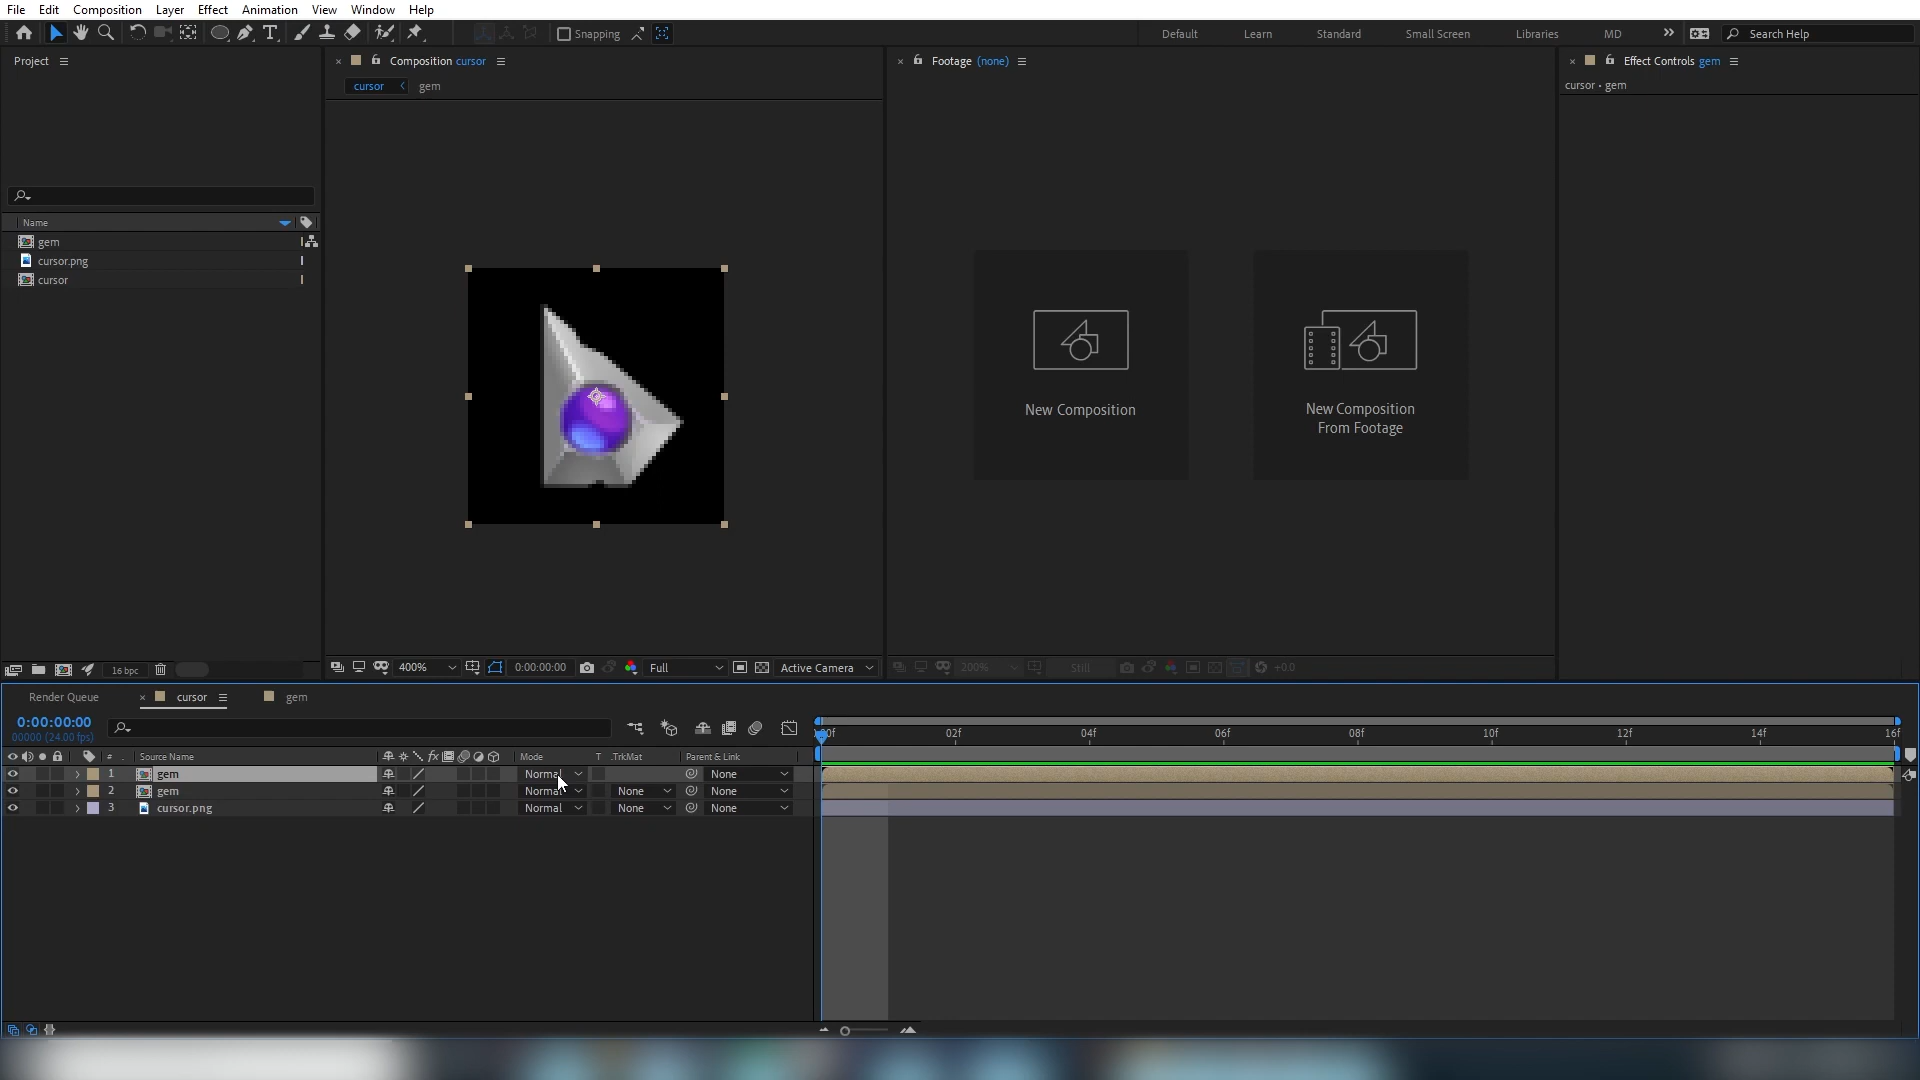 File Edit Composition Layer Effect Animation View Window Help
Snapping Default Learn Standard Small Screen Libraries MD Search Help
Project
Name
gem
cursor.png
cursor
16 bpc
Composition cursor
cursor gem
400% 0:00:00:00 Full Active Camera
Footage (none)
New Composition
New Composition
From Footage
200% Still +0.0
Effect Controls gem
cursor • gem
Render Queue cursor gem
0:00:00:00
00000 (24.00 fps)
02f 04f 06f 08f 10f 12f 14f 16f
# Source Name Mode T .TrkMat Parent & Link
1 gem Normal None
2 gem Normal None None
3 cursor.png Normal None None